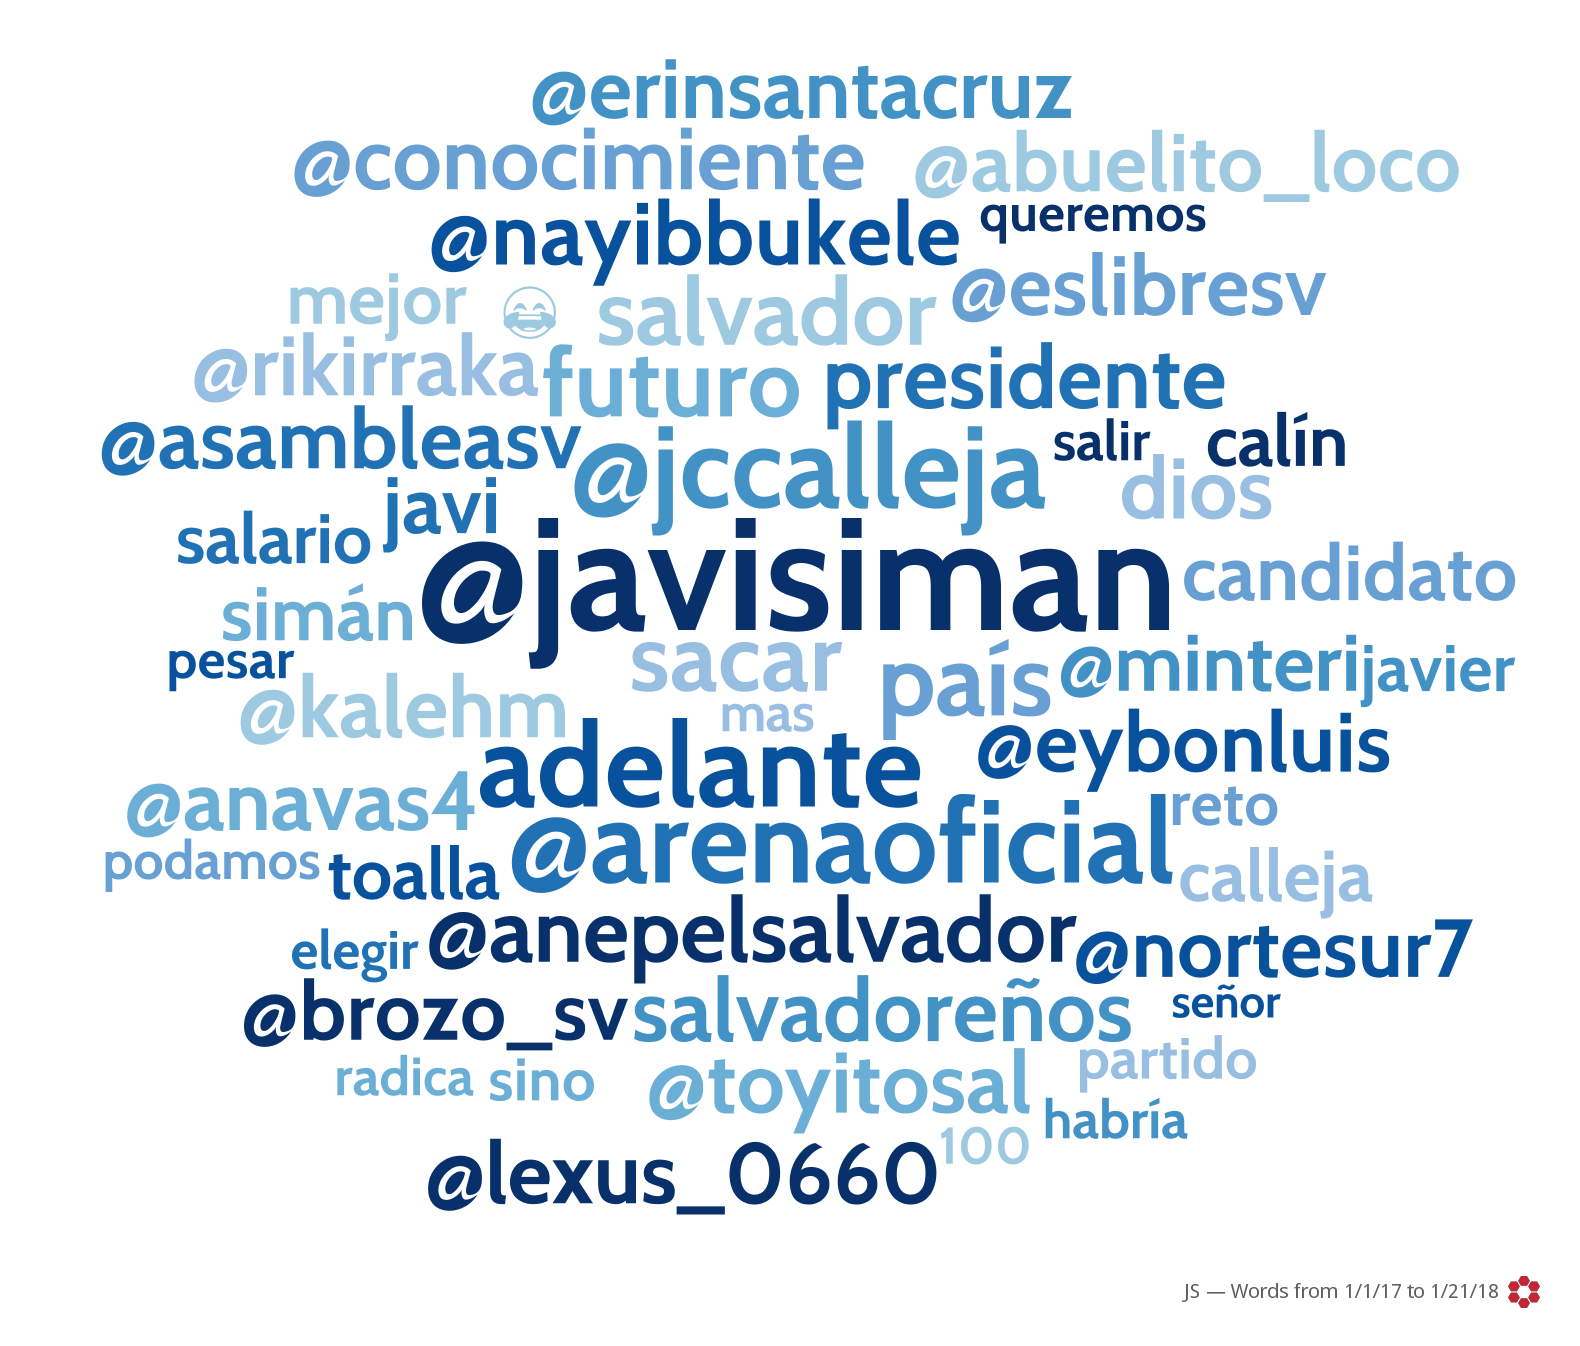 @erinsantacruz
@conocimiente @abuelito_loco
@nayibbukele queremos
mejor 😂 salvador @eslibresv
@rikirraka futuro presidente
@asambleasv @jccalleja salir calín
javi dios
salario @javisiman candidato
simán
pesar sacar país @minteri javier
@kalehm mas
adelante @eybonluis
@anavas4 @arenaoficial reto
podamos toalla calleja
elegir @anepelsalvador @nortesur7
@brozo_sv salvadoreños señor
radica sino @toyitosal partido
habría
@lexus_0660 100
JS — Words from 1/1/17 to 1/21/18